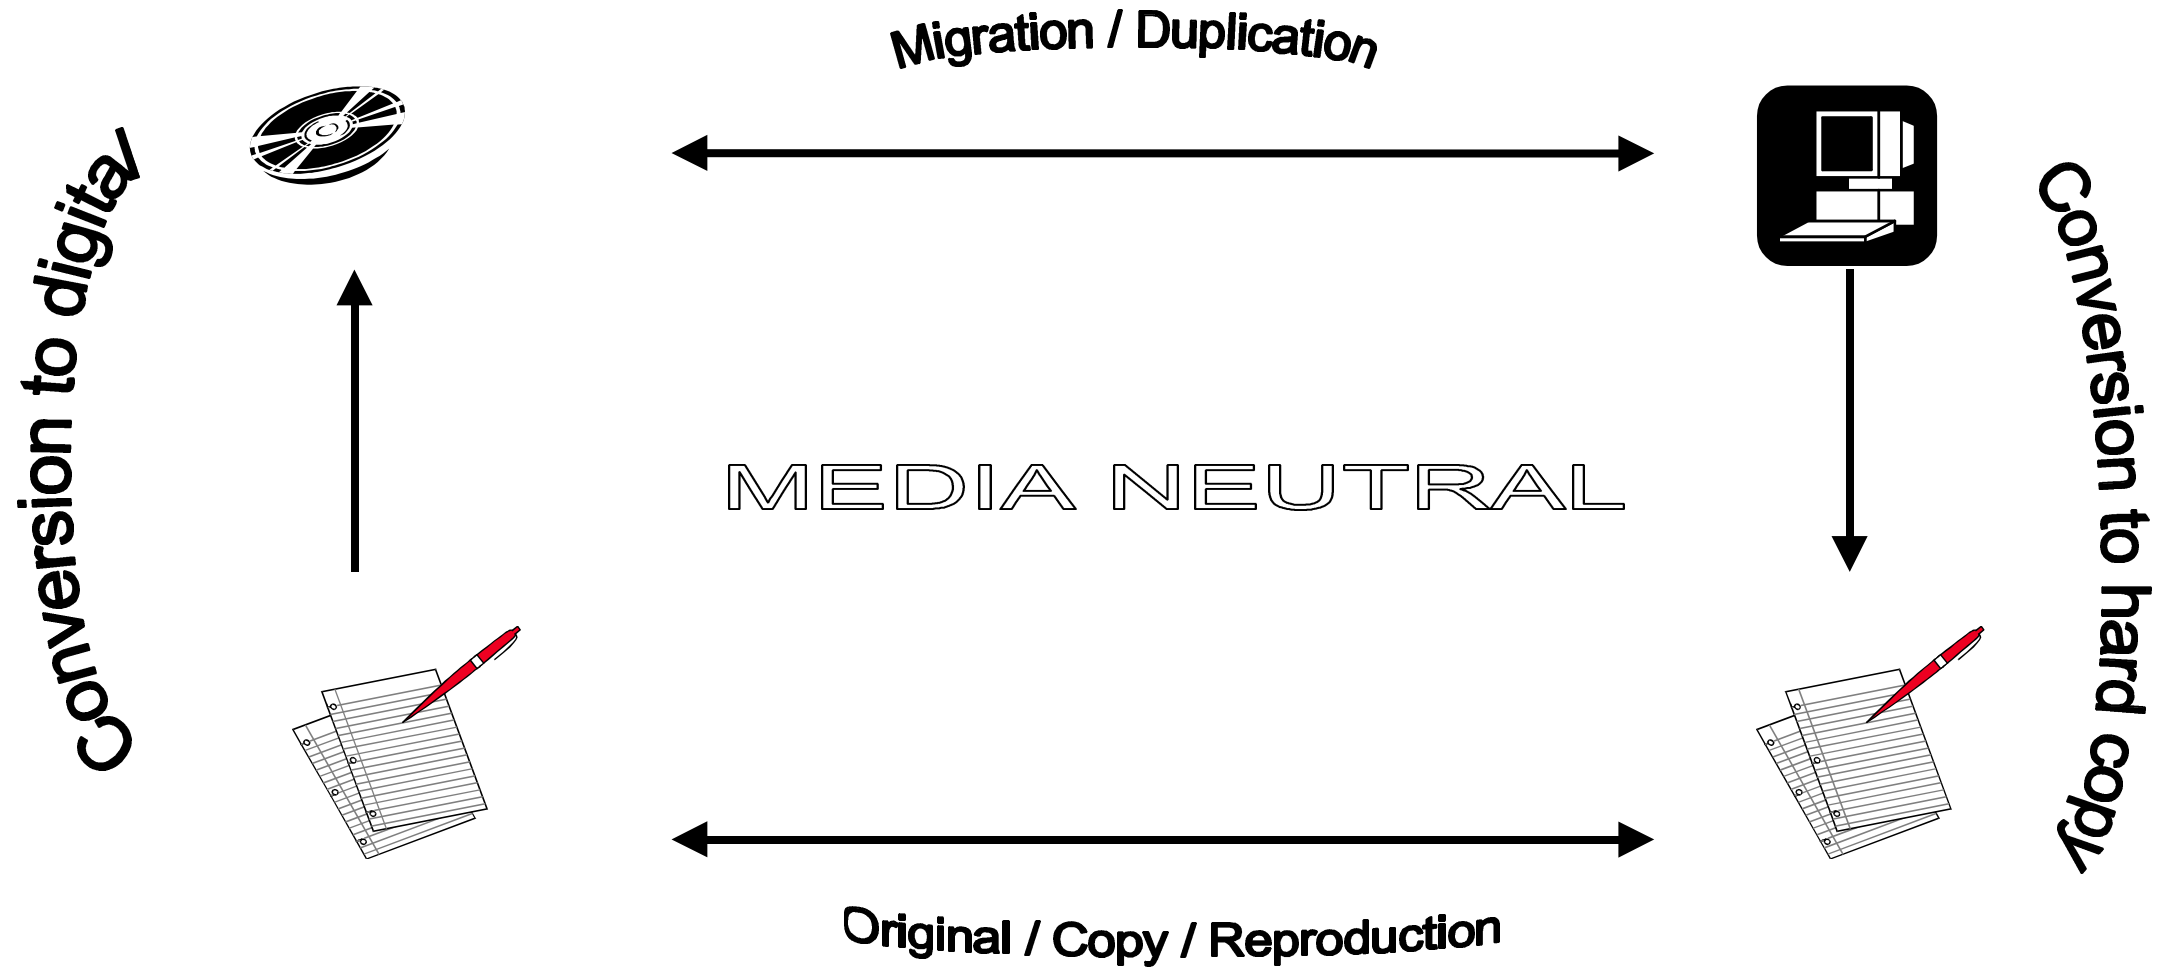 Migration / Duplication
Conversion to digital
Conversion to hard copy
MEDIA NEUTRAL
Original / Copy / Reproduction